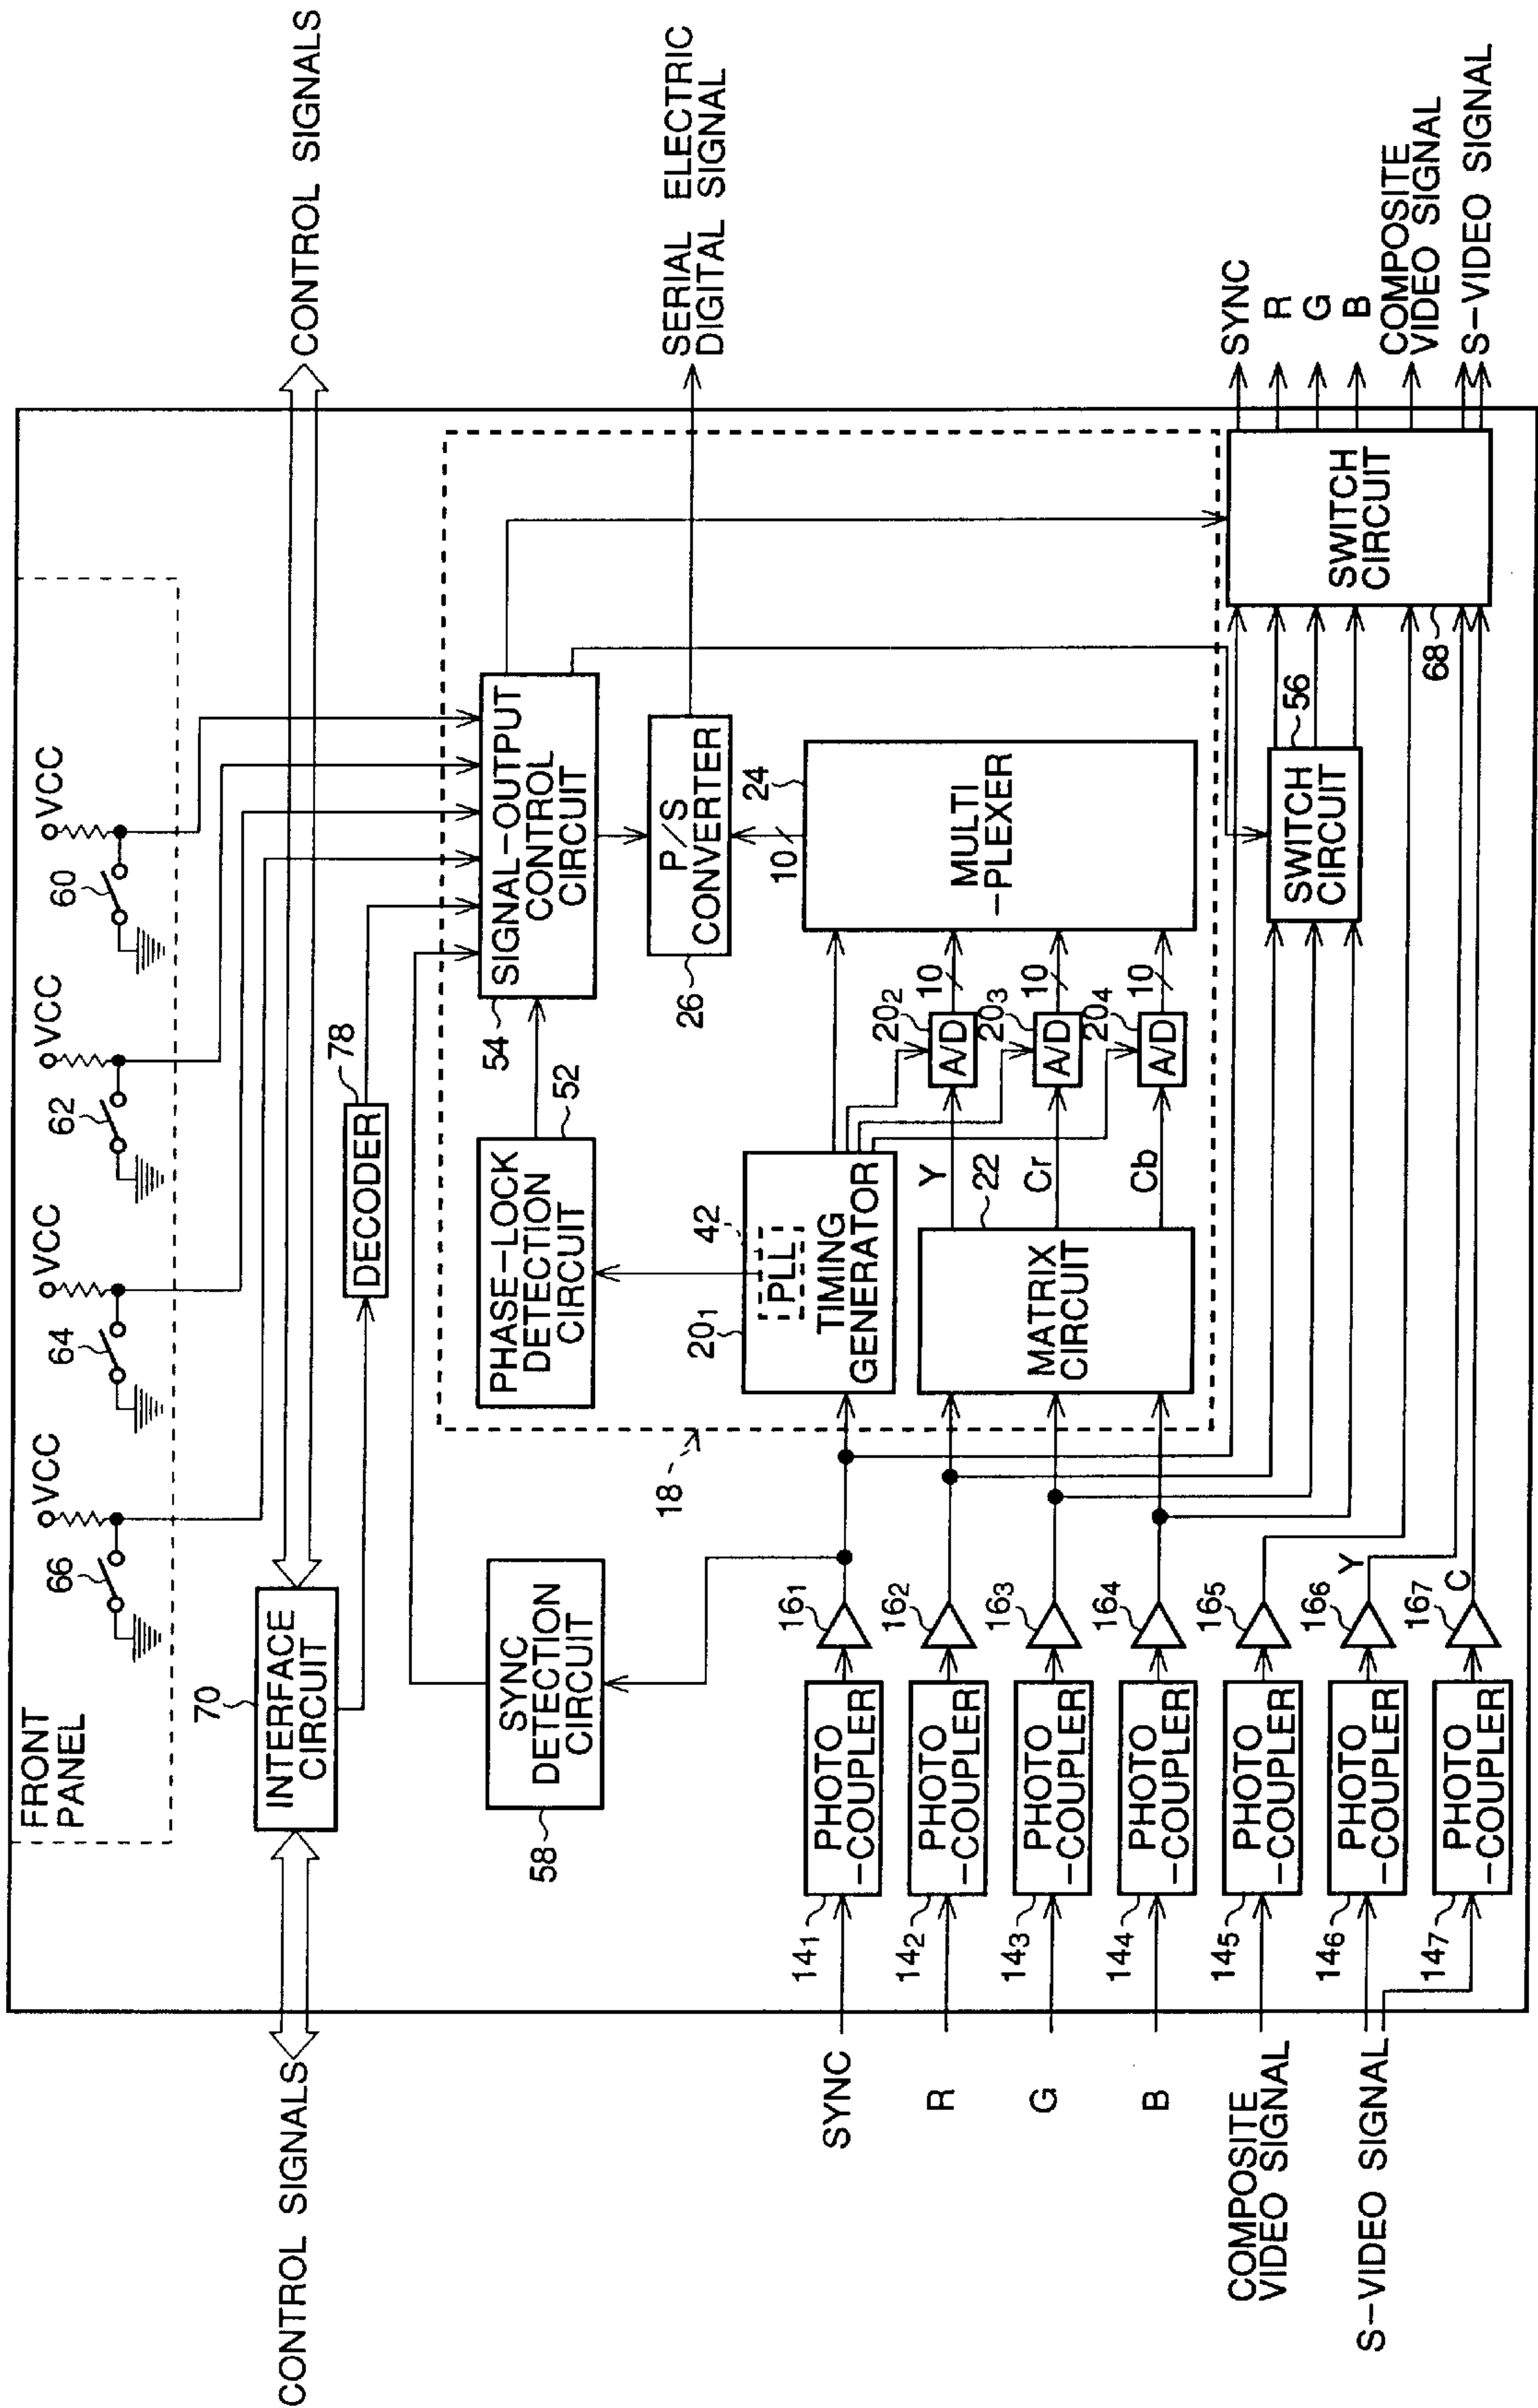 FRONT
PANEL
66
VCC
64
VCC
62
VCC
60
VCC
CONTROL SIGNALS
70
INTERFACE
CIRCUIT
CONTROL SIGNALS
DECODER
78
SYNC
DETECTION
CIRCUIT
58
18
PHASE-LOCK
DETECTION
CIRCUIT
52
SIGNAL-OUTPUT
CONTROL
CIRCUIT
54
P/S
CONVERTER
26
SERIAL ELECTRIC
DIGITAL SIGNAL
201
42
PLL
TIMING
GENERATOR
10
24
MULTI
-PLEXER
MATRIX
CIRCUIT
22
Y
Cr
Cb
202
A/D
10
203
A/D
10
204
A/D
10
SYNC
141
PHOTO
-COUPLER
161
R
142
PHOTO
-COUPLER
162
G
143
PHOTO
-COUPLER
163
B
144
PHOTO
-COUPLER
164
COMPOSITE
VIDEO SIGNAL
145
PHOTO
-COUPLER
165
S-VIDEO SIGNAL
146
PHOTO
-COUPLER
166
Y
147
PHOTO
-COUPLER
167
C
56
SWITCH
CIRCUIT
68
SWITCH
CIRCUIT
SYNC
R
G
B
COMPOSITE
VIDEO SIGNAL
S-VIDEO SIGNAL